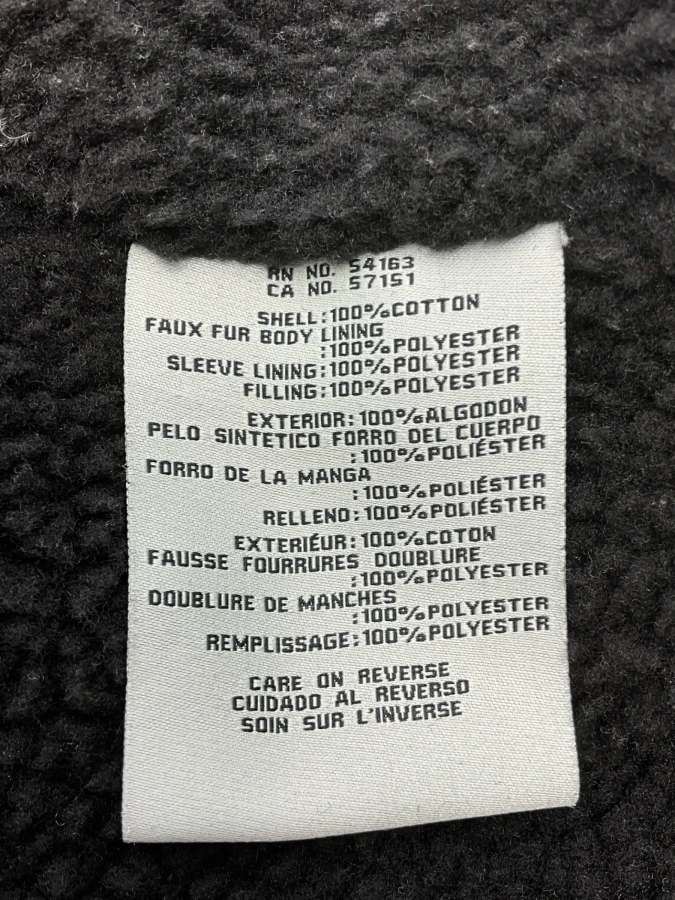 RN NO. 54163
CA NO. 57151
SHELL:100%COTTON
FAUX FUR BODY LINING
:100%POLYESTER
SLEEVE LINING:100%POLYESTER
FILLING:100%POLYESTER
EXTERIOR:100%ALGODON
PELO SINTETICO FORRO DEL CUERPO
:100%POLIÉSTER
FORRO DE LA MANGA
:100%POLIÉSTER
RELLENO:100%POLIÉSTER
EXTERIÉUR:100%COTON
FAUSSE FOURRURES DOUBLURE
:100%POLYESTER
DOUBLURE DE MANCHES
:100%POLYESTER
REMPLISSAGE:100%POLYESTER
CARE ON REVERSE
CUIDADO AL REVERSO
SOIN SUR L'INVERSE